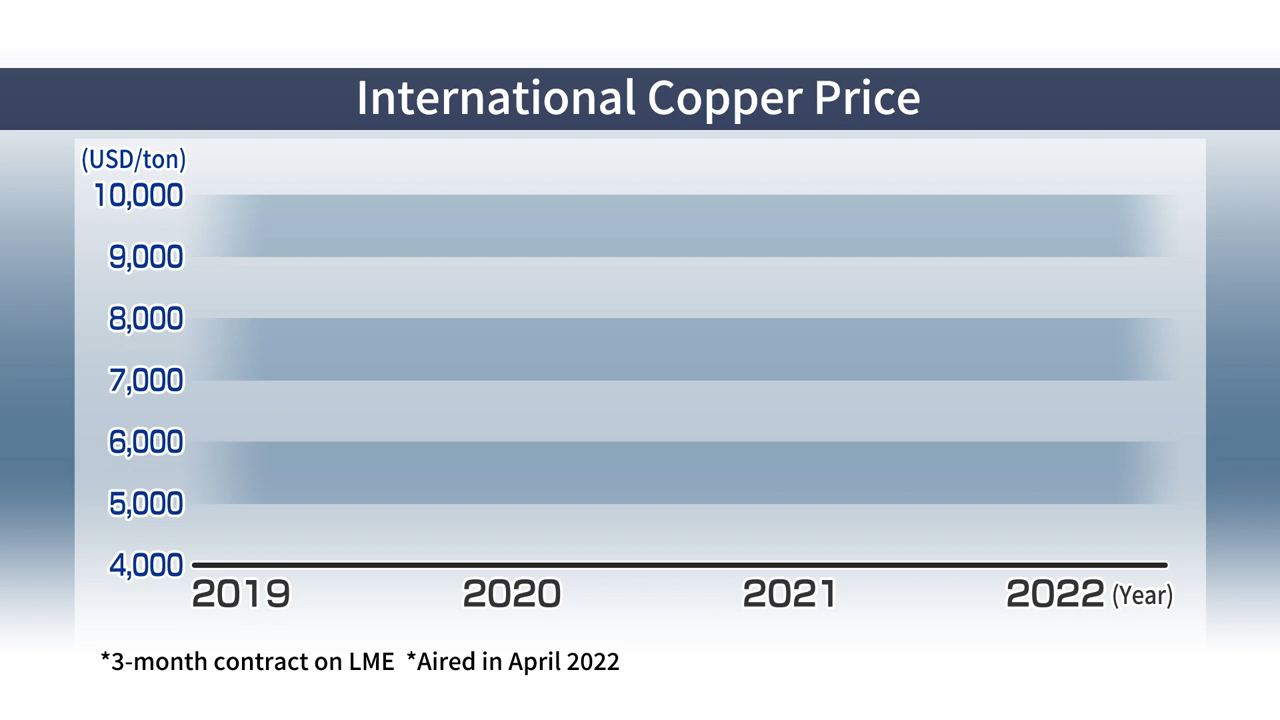 International Copper Price
(USD/ton)
10,000
9,000
8,000
7,000
6,000
5,000
4,000
2019 2020 2021 2022 (Year)
*3-month contract on LME *Aired in April 2022